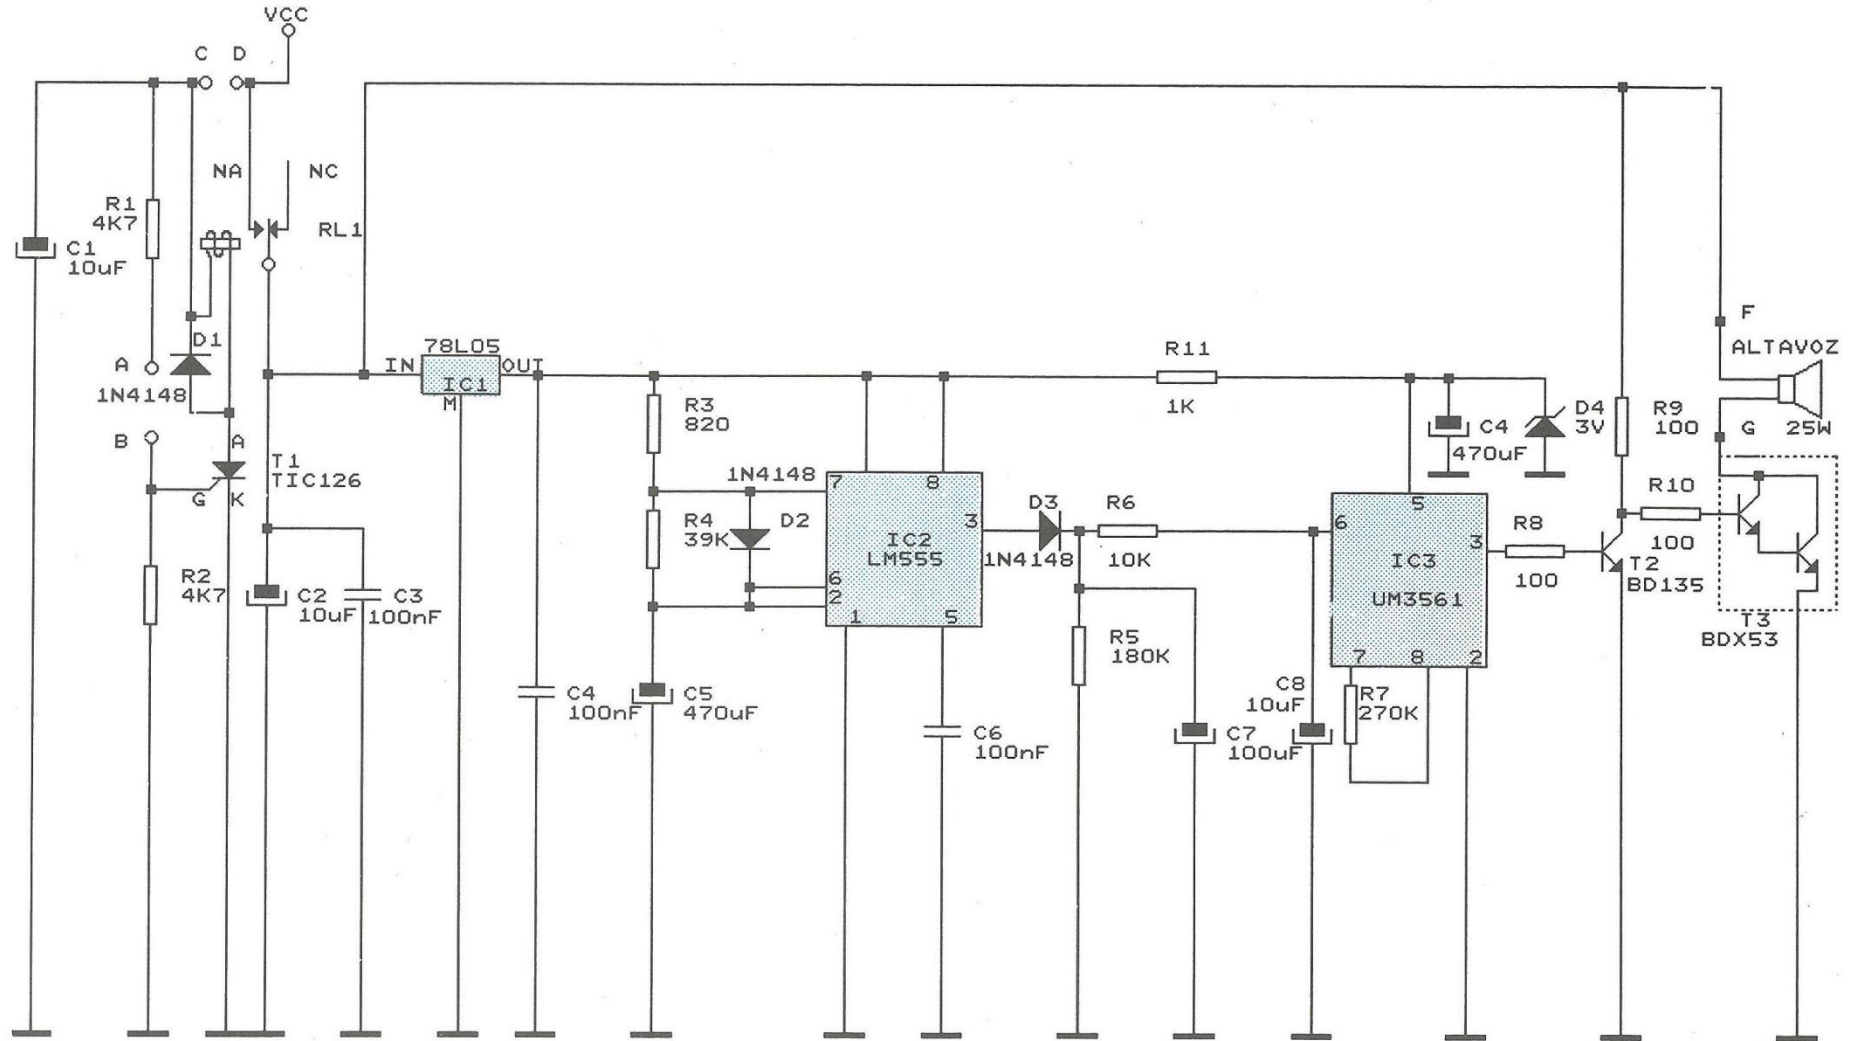 VCC
C D
NA NC
R1
4K7
RL1
C1
10uF
D1
A
1N4148
B
A
G K
T1
TIC126
R2
4K7
C2
10uF
C3
100nF
78L05
IN OUT
IC1
M
R3
820
1N4148
R4
39K
D2
7 8
3
IC2
LM555
6
2
1 5
C4
100nF
C5
470uF
C6
100nF
D3
1N4148
R6
10K
R5
180K
C7
100uF
C8
10uF
R11
1K
C4
470uF
D4
3V
5
6
3
IC3
UM3561
7 8 2
R7
270K
R8
100
R9
100
R10
100
T2
BD135
F
ALTAVOZ
G 25W
T3
BDX53